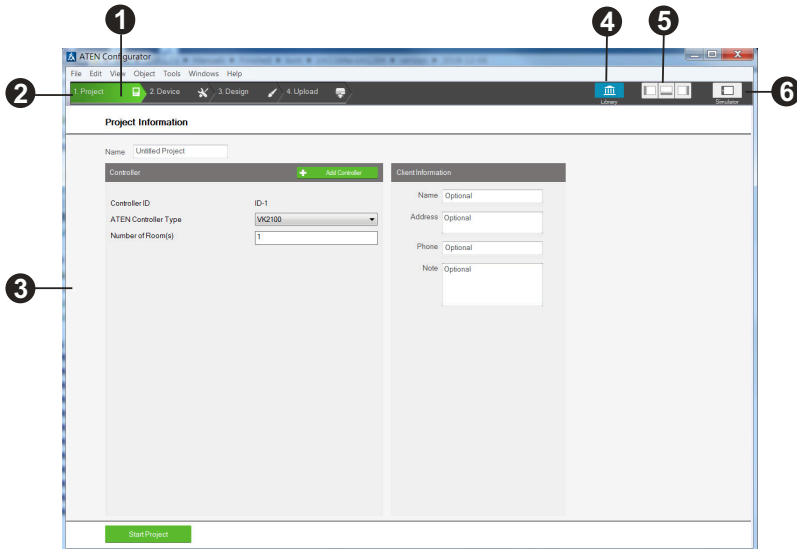 1
4
5
ATEN Configurator
File Edit View Object Tools Windows Help
2
1. Project 2. Device 3. Design 4. Upload
Library
Simulator
6
Project Information
Name Untitled Project
Controller Add Controller
Client Information
Controller ID ID-1
ATEN Controller Type VK2100
Number of Room(s) 1
Name Optional
Address Optional
Phone Optional
Note Optional
3
Start Project